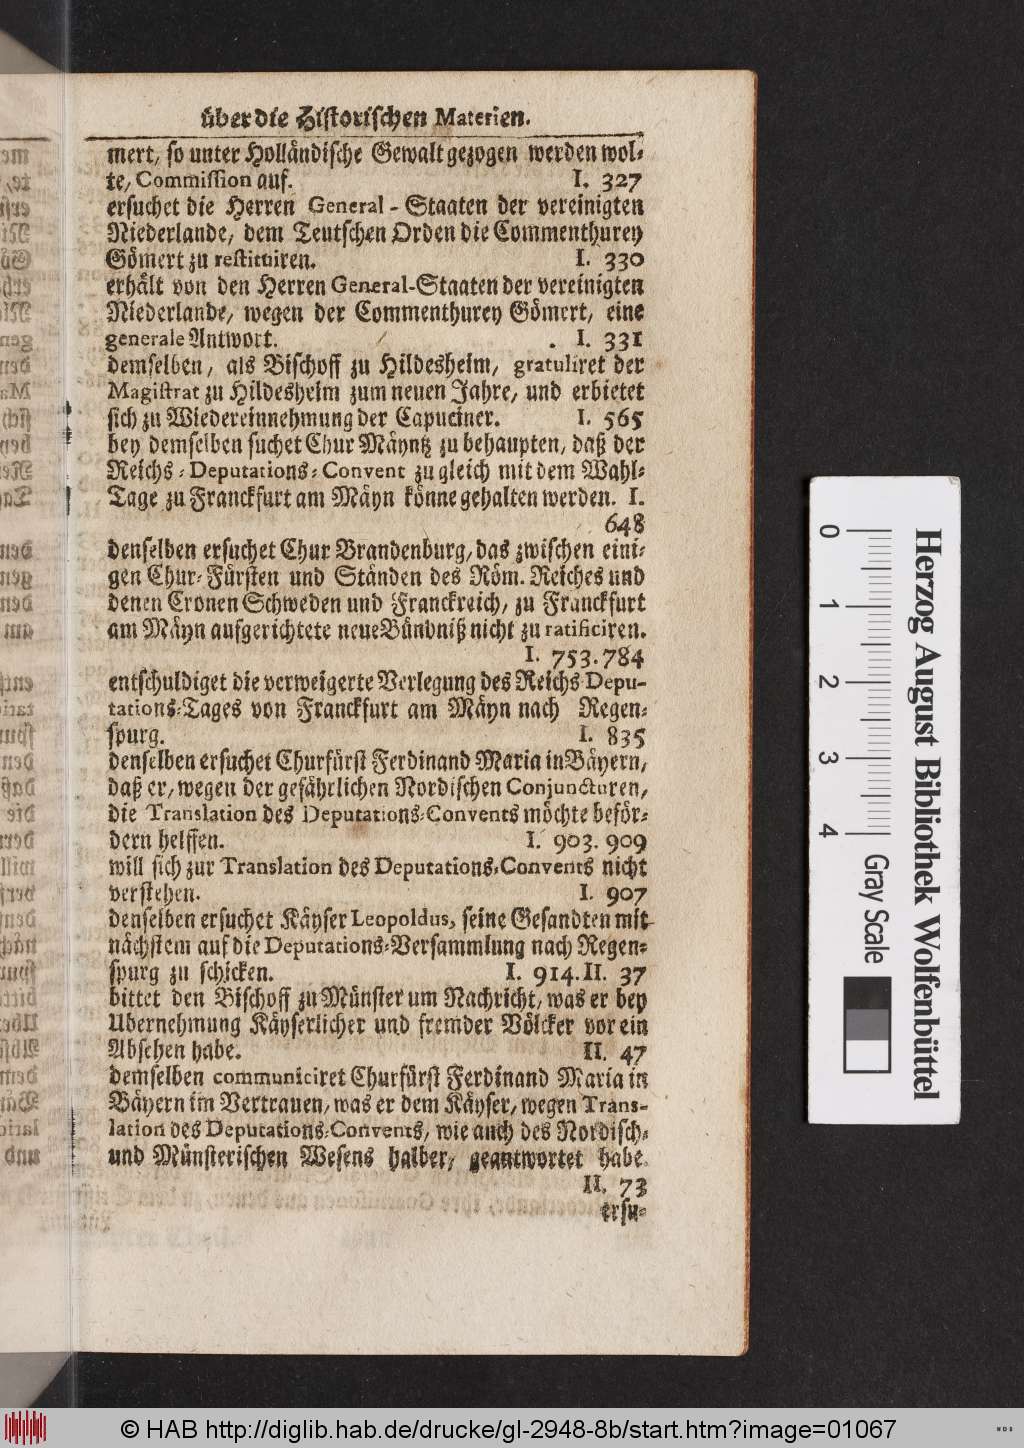 über die Historischen Materien.
mert, so unter Holländische Gewalt gezogen werden wol⸗
te, Commission auf. I. 327
ersuchet die Herren General - Staaten der vereinigten
Niederlande, dem Teutschen Orden die Commenthurey
Gömert zu restituiren. I. 330
erhält von den Herren General-Staaten der vereinigten
Niederlande, wegen der Commenthurey Gömert, eine
generale Antwort. I. 331
demselben, als Bischoff zu Hildesheim, gratuliret der
Magistrat zu Hildesheim zum neuen Jahre, und erbietet
sich zu Wiedereinnehmung der Capuciner. I. 565
bey demselben suchet Chur Mäyntz zu behaupten, daß der
Reichs⸗Deputations⸗Convent zugleich mit dem Wahl⸗
Tage zu Franckfurt am Mäyn könne gehalten werden. I.
648
denselben ersuchet Chur Brandenburg, das zwischen eini⸗
gen Chur⸗Fürsten und Ständen des Röm. Reiches und
denen Cronen Schweden und Franckreich, zu Franckfurt
am Mäyn aufgerichtete neue Bündniß nicht zu ratificiren.
I. 753. 784
entschuldiget die verweigerte Verlegung des Reichs Depu-
tations⸗Tages von Franckfurt am Mäyn nach Regen⸗
spurg. I. 835
denselben ersuchet Churfürst Ferdinand Maria in Bäyern,
daß er, wegen der gefährlichen Nordischen Conjuncturen,
die Translation des Deputations⸗Convents möchte beför⸗
dern helffen. I. 903. 909
will sich zur Translation des Deputations⸗Convents nicht
verstehen. I. 907
denselben ersuchet Käyser Leopoldus, seine Gesandten mit
nächstem auf die Deputations⸗Versammlung nach Regen⸗
spurg zu schicken. I. 914. II. 37
bittet den Bischoff zu Münster um Nachricht, was er bey
Ubernehmung Käyserlicher und fremder Völcker vor ein
Absehen habe. II. 47
demselben communiciret Churfürst Ferdinand Maria in
Bäyern im Vertrauen, was er dem Käyser, wegen Trans-
lation des Deputations⸗Convents, wie auch des Nordisch⸗
und Münsterischen Wesens halber, geantwortet habe.
II. 73
ersu⸗
0 1 2 3 4
Gray Scale
Herzog August Bibliothek Wolfenbüttel
© HAB http://diglib.hab.de/drucke/gl-2948-8b/start.htm?image=01067